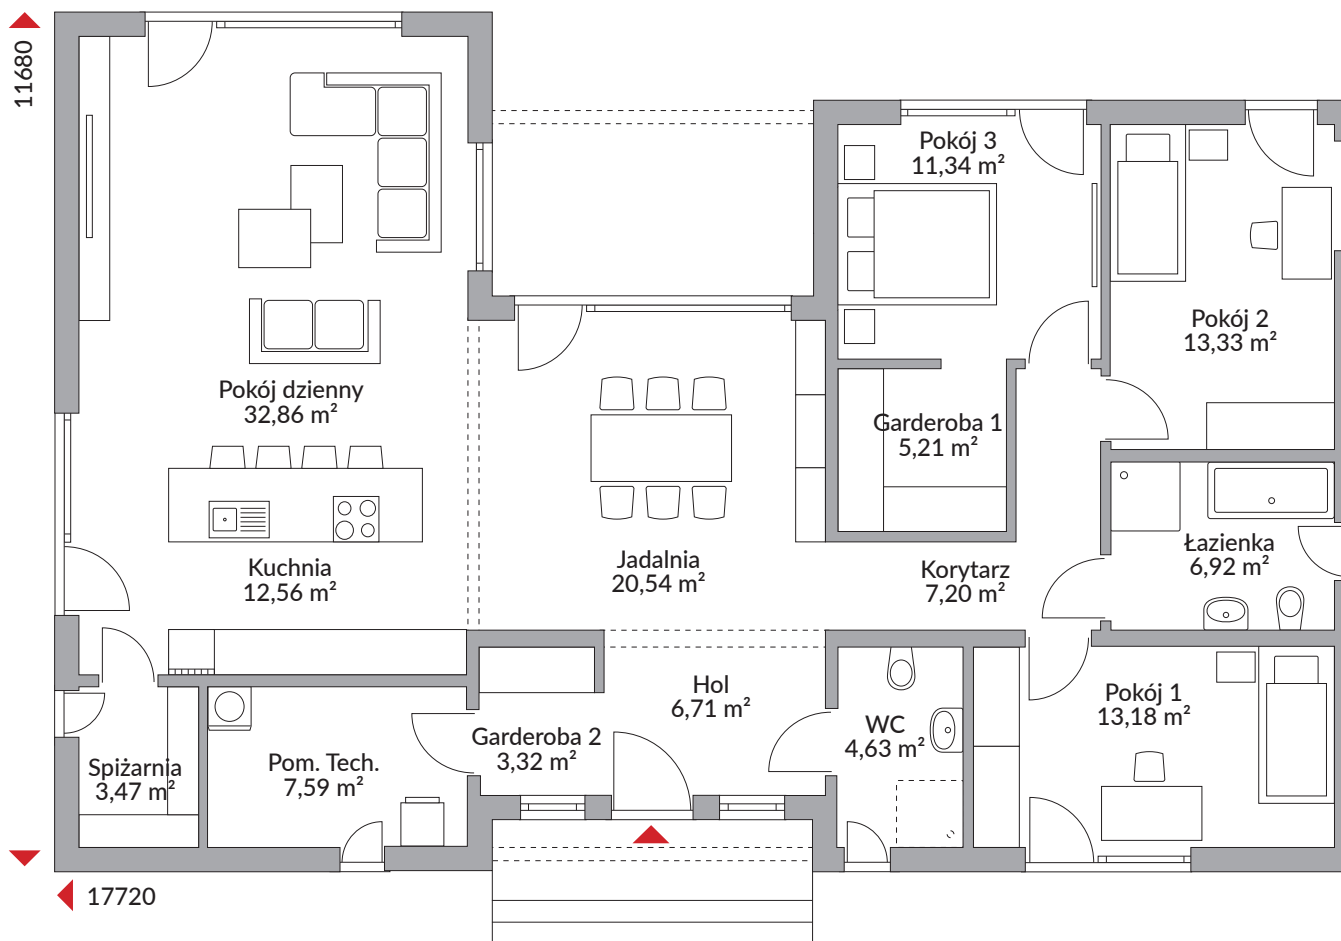 11680
Pokój 3
11,34 m²
Pokój 2
13,33 m²
Pokój dzienny
32,86 m²
Garderoba 1
5,21 m²
Kuchnia
12,56 m²
Jadalnia
20,54 m²
Korytarz
7,20 m²
Łazienka
6,92 m²
Hol
6,71 m²
Pokój 1
13,18 m²
Garderoba 2
3,32 m²
WC
4,63 m²
Spiżarnia
3,47 m²
Pom. Tech.
7,59 m²
17720